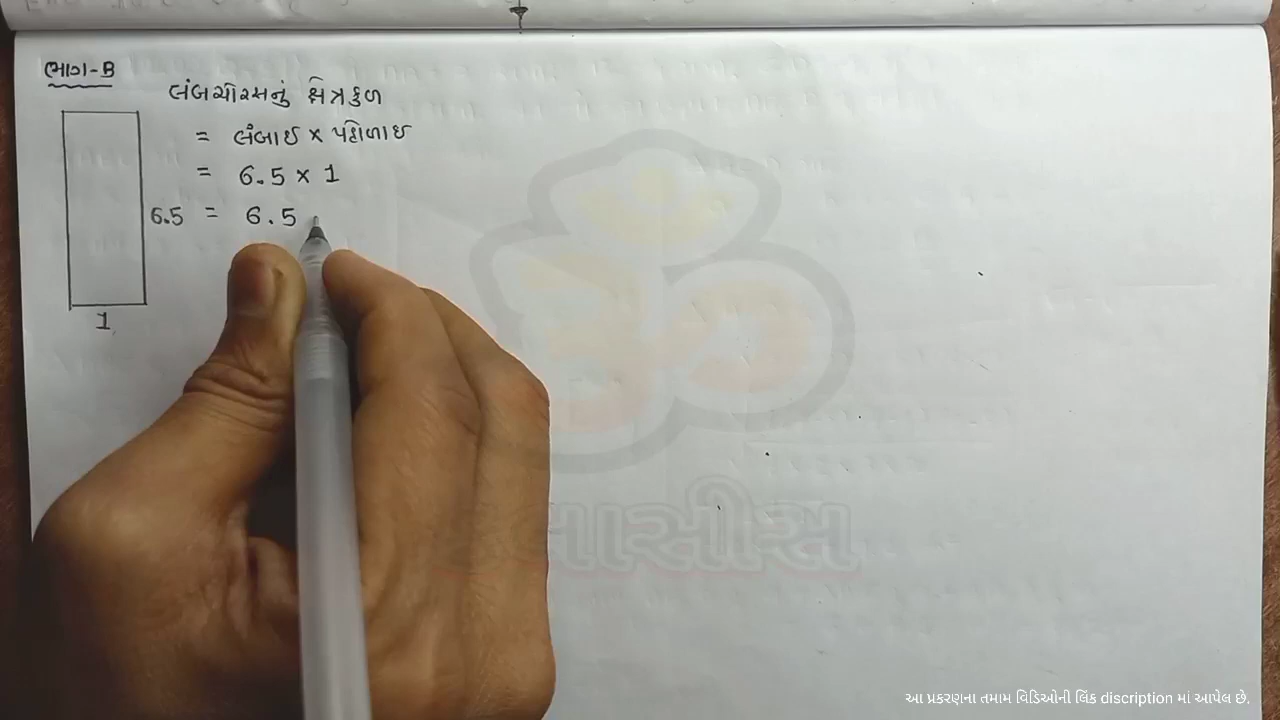 ભાગ-B
લંબચોરસનું ક્ષેત્રફળ
= લંબાઈ × પહોળાઈ
= 6.5 × 1
6.5 = 6.5
1
ૐ
ક્લાસીસ
આ પ્રકરણના તમામ વિડિઓની લિંક discription માં આપેલ છે.